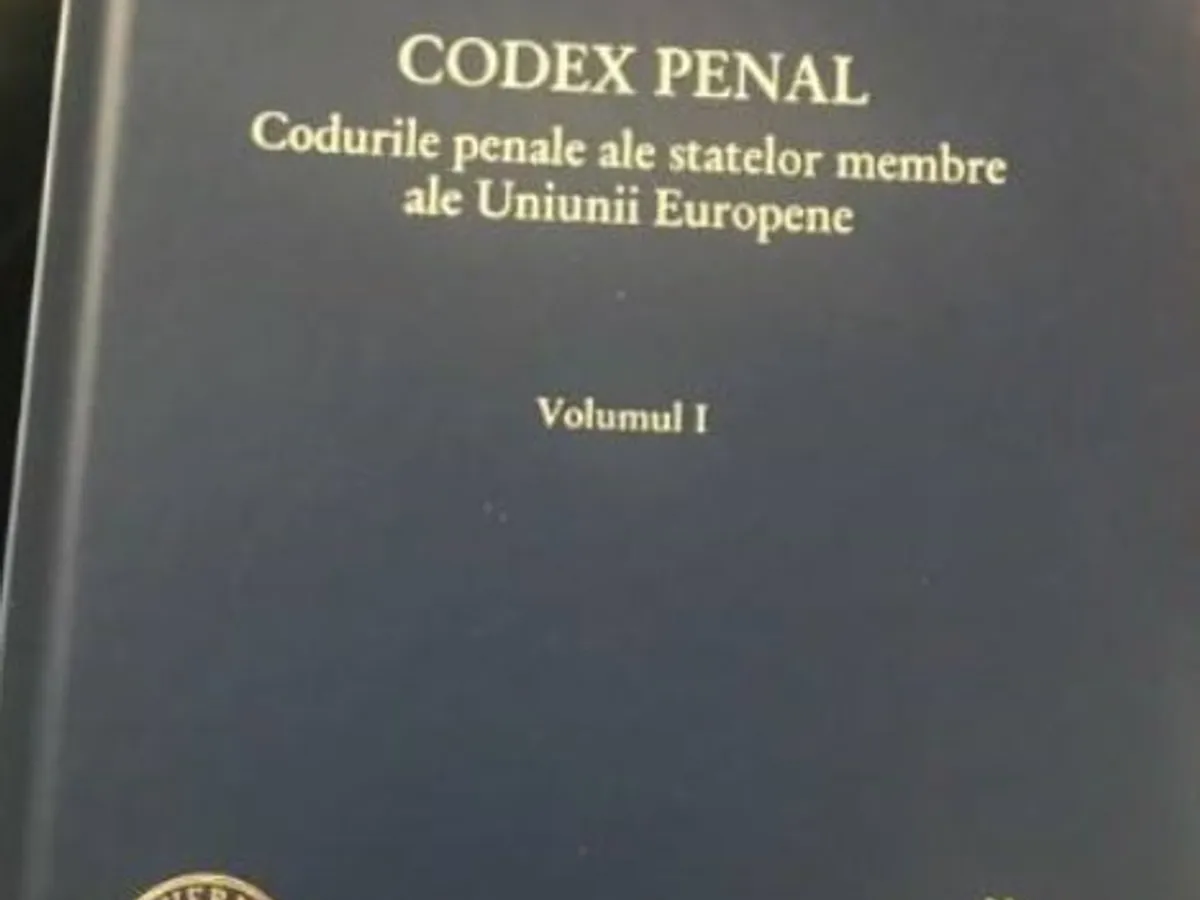 CODEX PENAL
Codurile penale ale statelor membre
ale Uniunii Europene
Volumul I